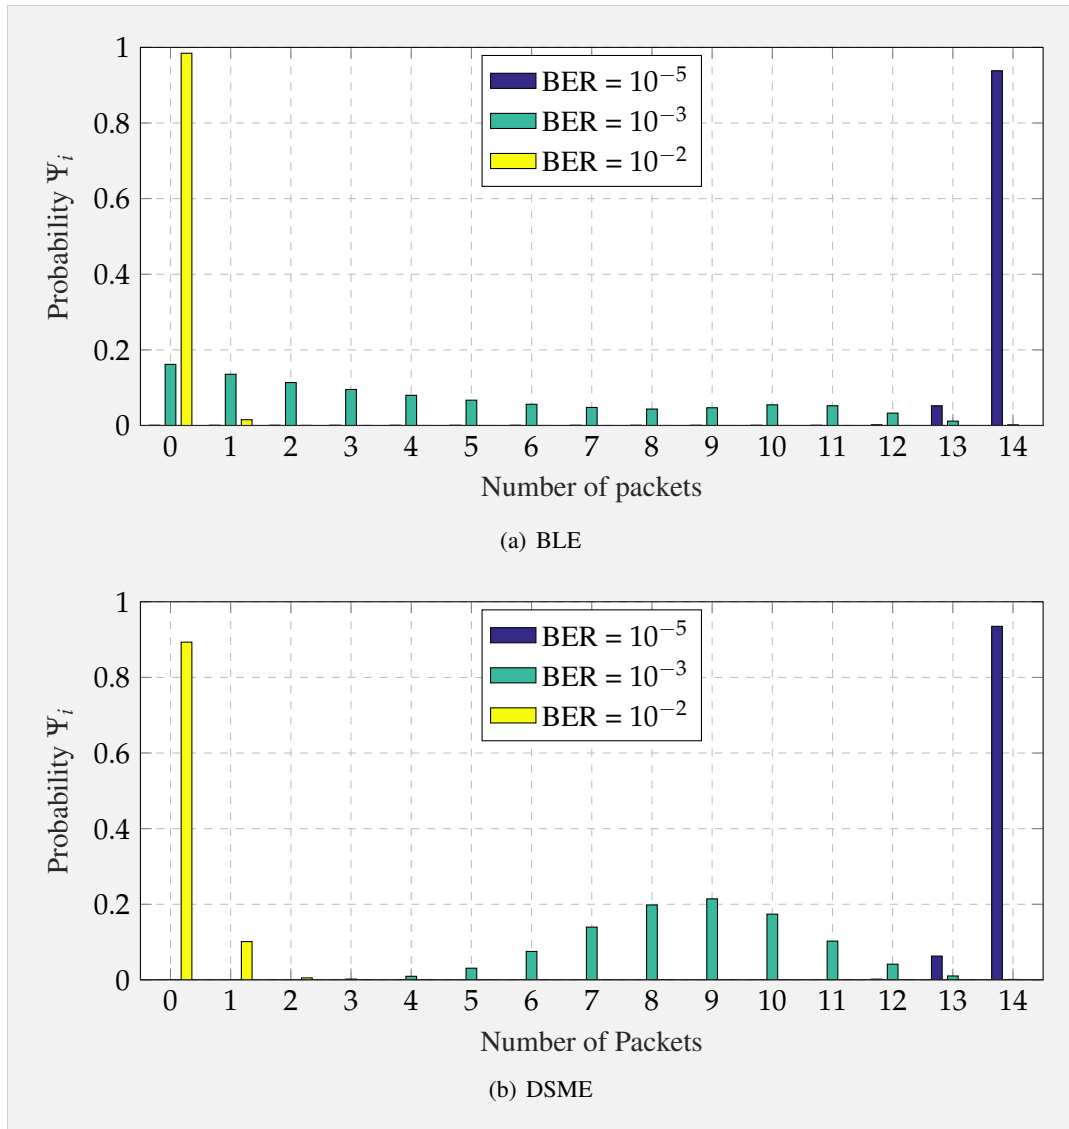 1
0.8
0.6
0.4
0.2
0
Probability Ψᵢ
BER = 10⁻⁵
BER = 10⁻³
BER = 10⁻²
0 1 2 3 4 5 6 7 8 9 10 11 12 13 14
Number of packets
(a) BLE
1
0.8
0.6
0.4
0.2
0
Probability Ψᵢ
BER = 10⁻⁵
BER = 10⁻³
BER = 10⁻²
0 1 2 3 4 5 6 7 8 9 10 11 12 13 14
Number of Packets
(b) DSME